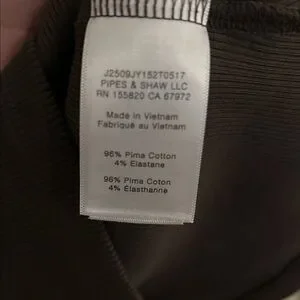 J2509JY152T0517
PIPES & SHAW LLC
RN 155820 CA 67972
Made in Vietnam
Fabriqué au Vietnam
96% Pima Cotton
4% Elastane
96% Pima Coton
4% Élasthanne